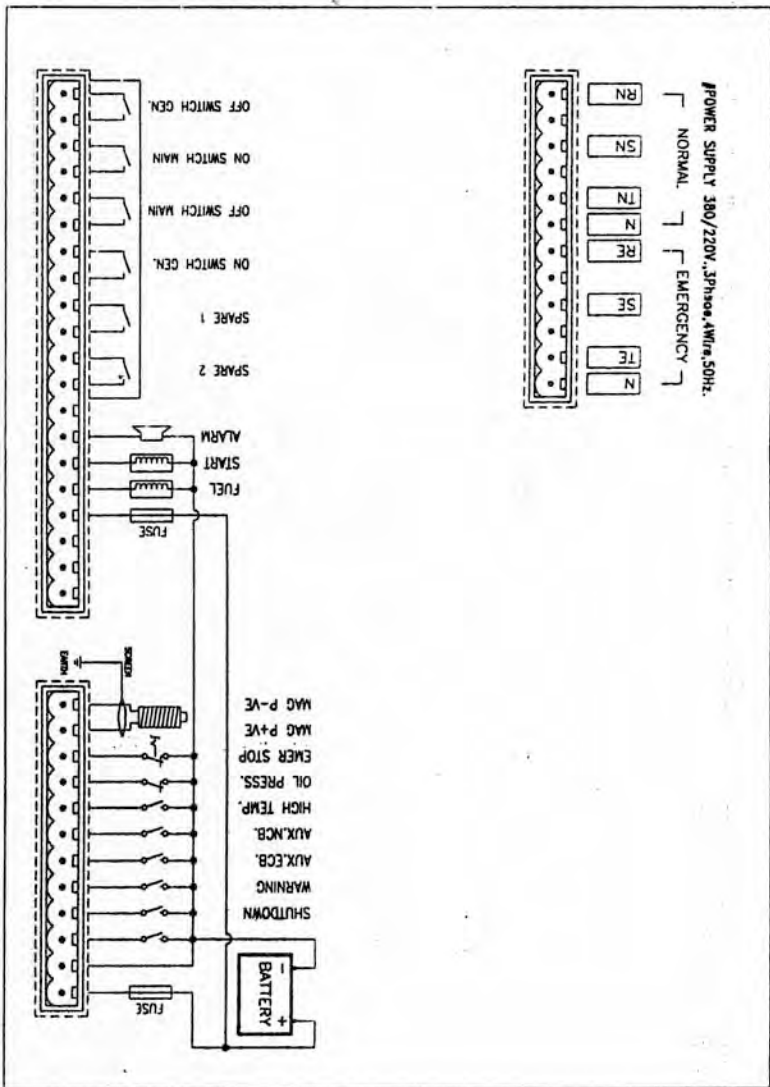 OFF SWITCH GEN.
ON SWITCH MAIN
OFF SWITCH MAIN
ON SWITCH GEN.
SPARE 1
SPARE 2
ALARM
START
FUEL
FUSE
SCREEN
EARTH
MAG P-VE
MAG P+VE
EMER STOP
OIL PRESS.
HIGH TEMP.
AUX.NCB.
AUX.ECB.
WARNING
SHUTDOWN
- BATTERY +
FUSE
#POWER SUPPLY 380/220V.,3Phase,4Wire,50Hz.
NORMAL
EMERGENCY
RN
SN
TN
N
RE
SE
TE
N